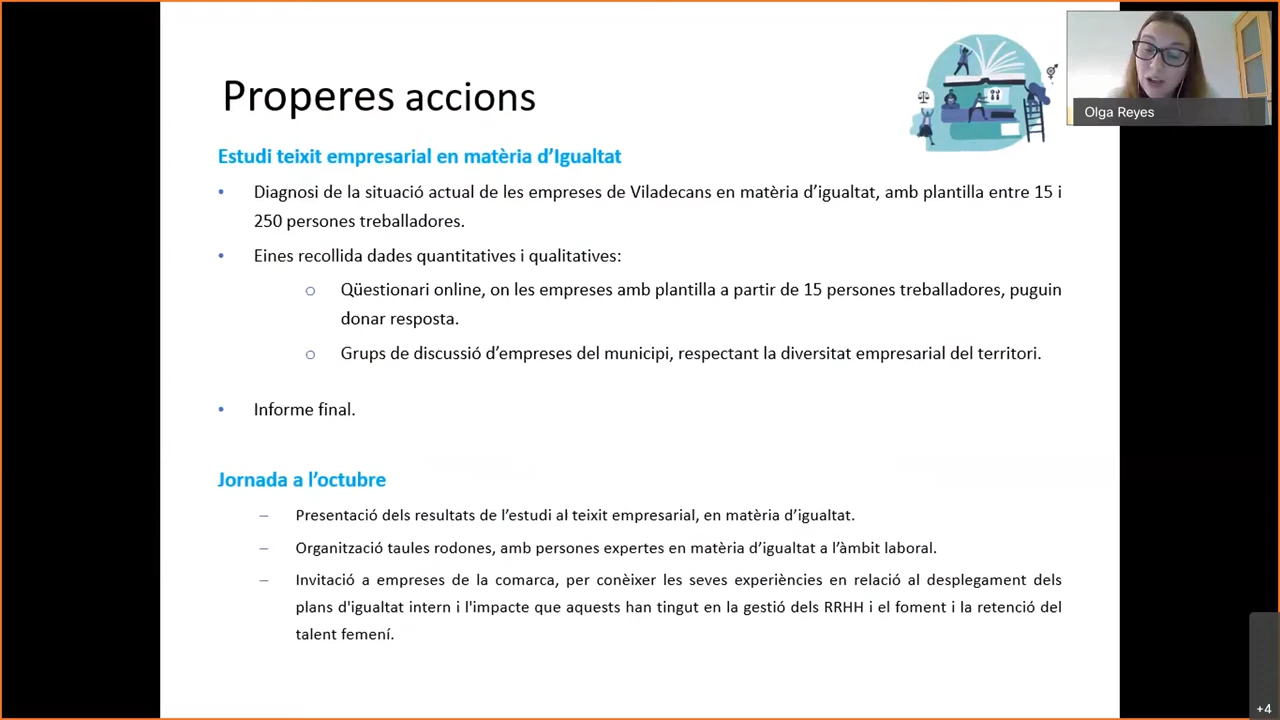 Properes accions
Olga Reyes
Estudi teixit empresarial en matèria d’Igualtat
• Diagnosi de la situació actual de les empreses de Viladecans en matèria d’igualtat, amb plantilla entre 15 i
250 persones treballadores.
• Eines recollida dades quantitatives i qualitatives:
o Qüestionari online, on les empreses amb plantilla a partir de 15 persones treballadores, puguin
donar resposta.
o Grups de discussió d’empreses del municipi, respectant la diversitat empresarial del territori.
• Informe final.
Jornada a l’octubre
– Presentació dels resultats de l’estudi al teixit empresarial, en matèria d’igualtat.
– Organització taules rodones, amb persones expertes en matèria d’igualtat a l’àmbit laboral.
– Invitació a empreses de la comarca, per conèixer les seves experiències en relació al desplegament dels
plans d'igualtat intern i l'impacte que aquests han tingut en la gestió dels RRHH i el foment i la retenció del
talent femení.
+4